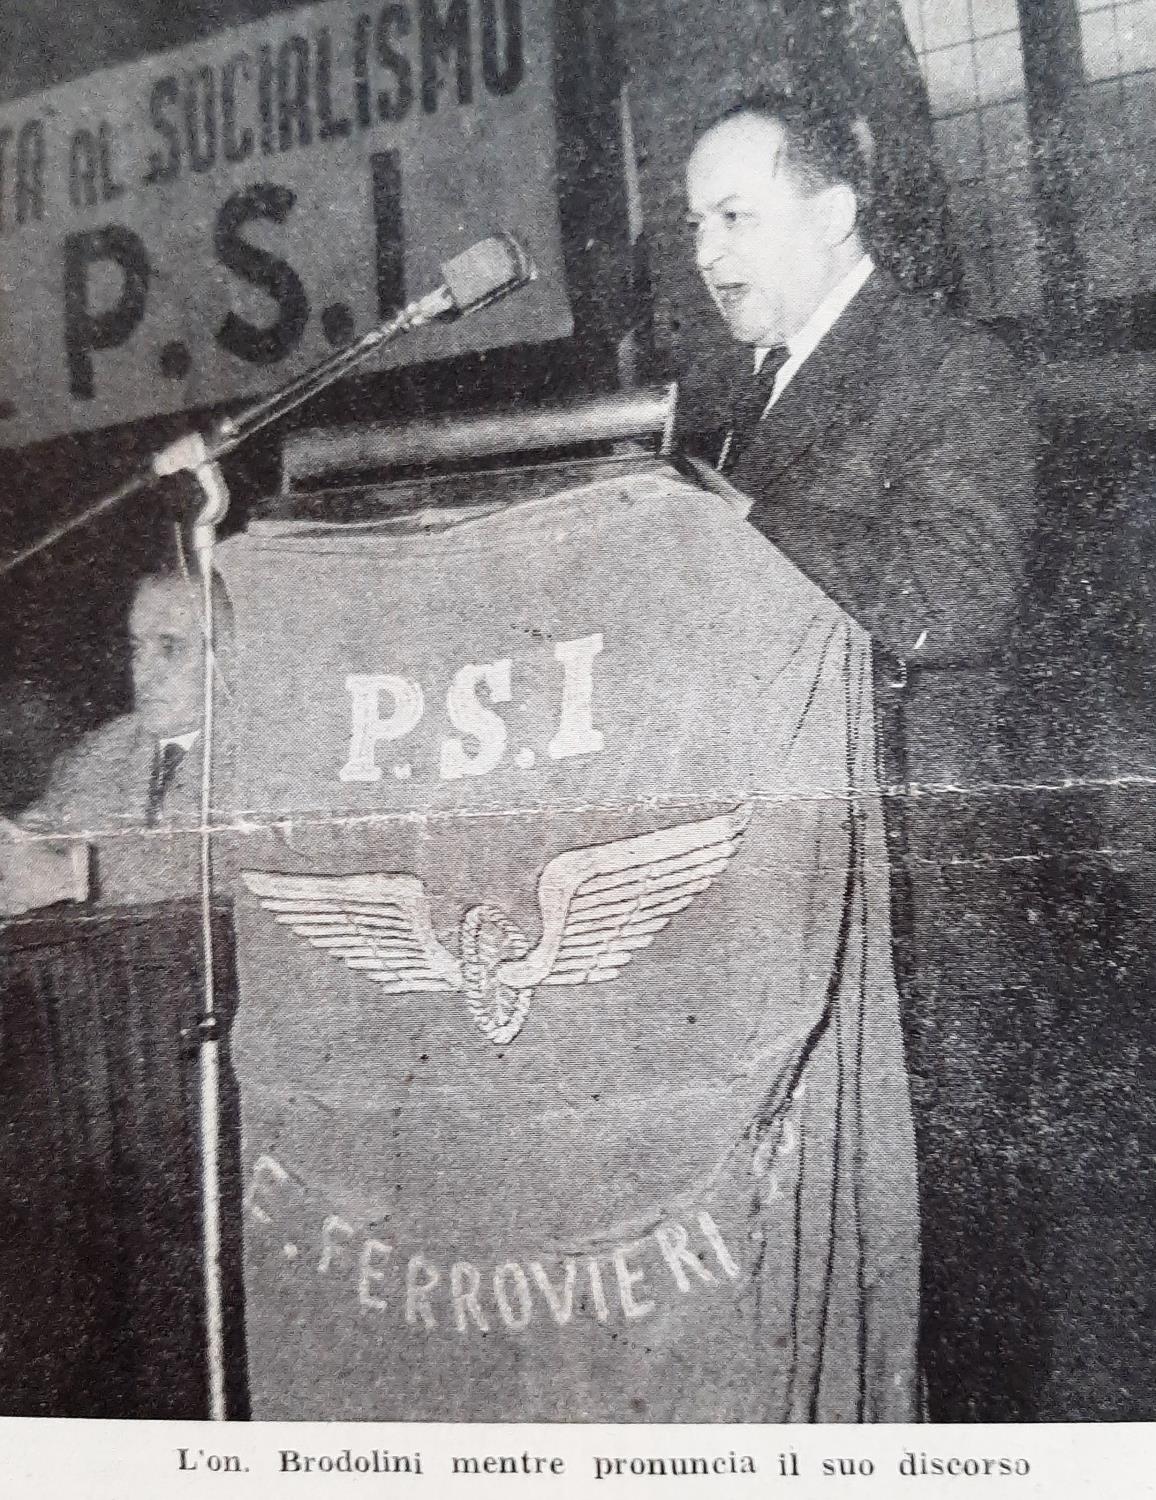 AL SOCIALISMO
P.S.I
P.S.I
FERROVIERI
L'on. Brodolini mentre pronuncia il suo discorso